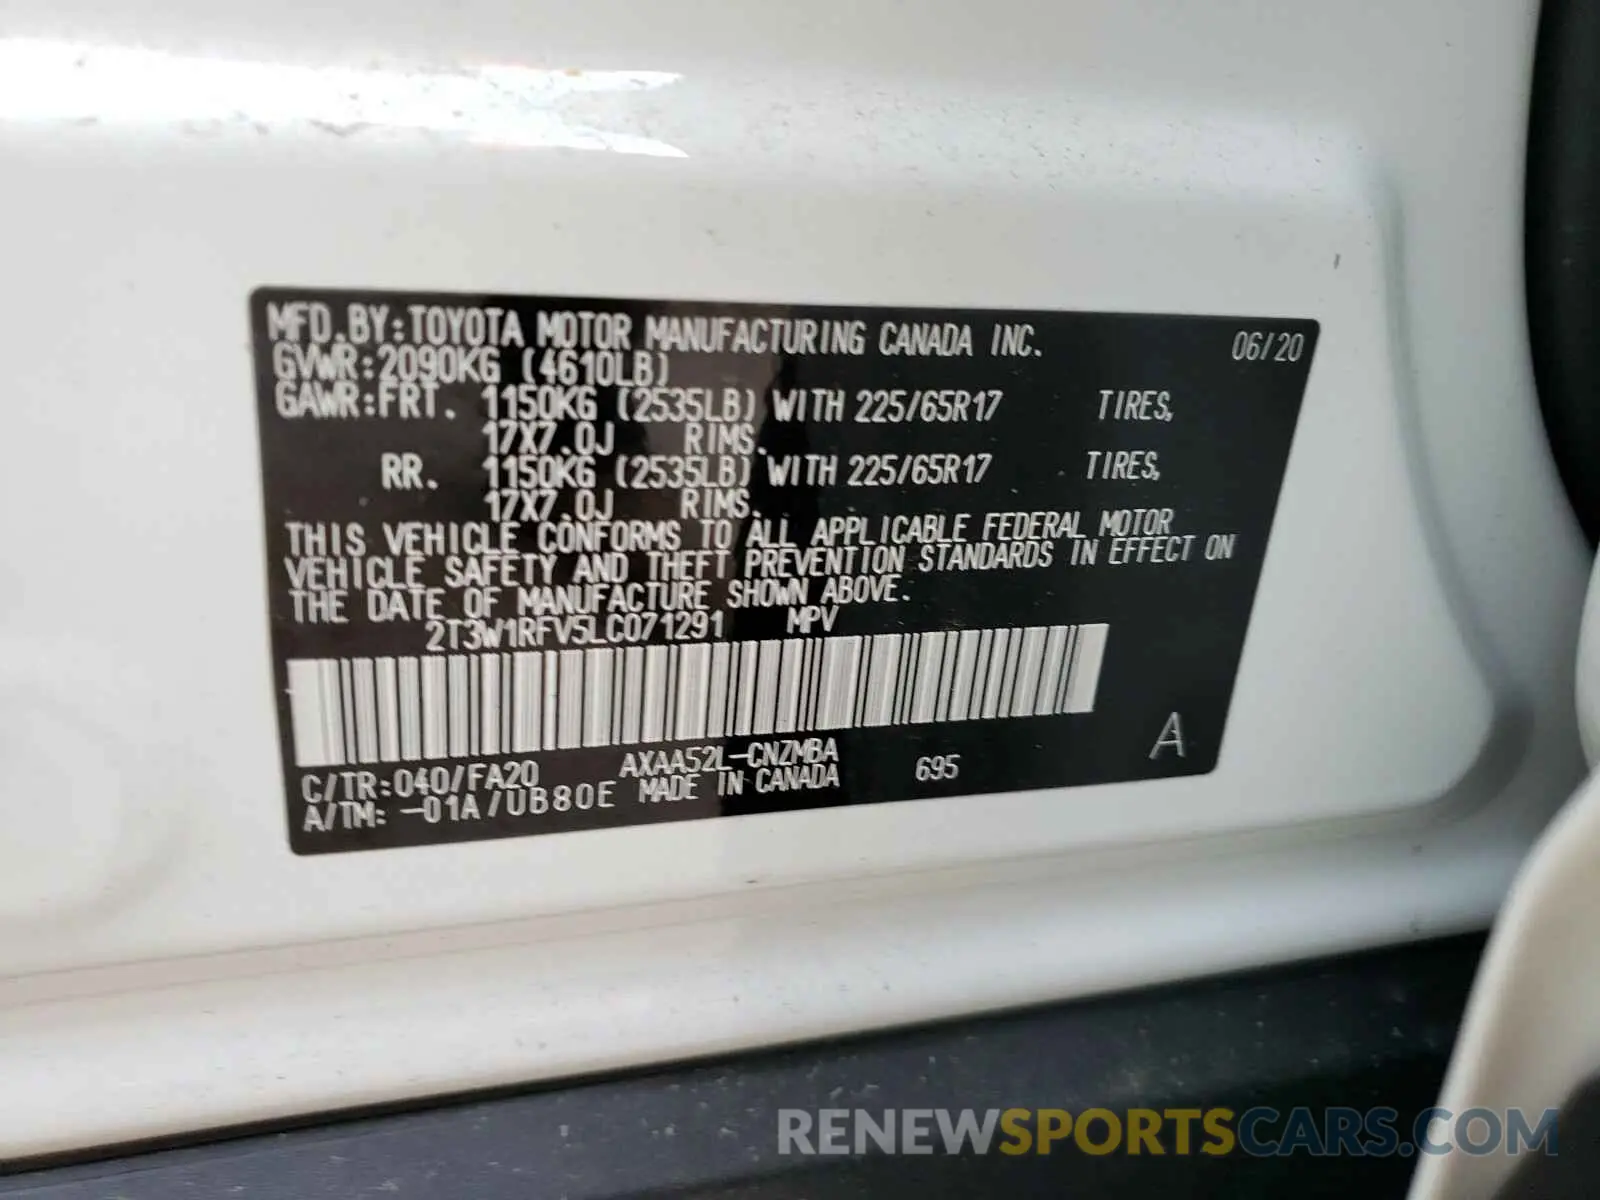 MFD.BY:TOYOTA MOTOR MANUFACTURING CANADA INC. 06/20
GVWR:2090KG (4610LB)
GAWR:FRT. 1150KG (2535LB) WITH 225/65R17 TIRES,
17X7.0J RIMS.
RR. 1150KG (2535LB) WITH 225/65R17 TIRES,
17X7.0J RIMS.
THIS VEHICLE CONFORMS TO ALL APPLICABLE FEDERAL MOTOR
VEHICLE SAFETY AND THEFT PREVENTION STANDARDS IN EFFECT ON
THE DATE OF MANUFACTURE SHOWN ABOVE.
2T3W1RFV5LC071291 MPV
C/TR:040/FA20 AXAA52L-CNZMBA 695 A
A/TM: -01A/UB80E MADE IN CANADA
RENEWSPORTSCARS.COM